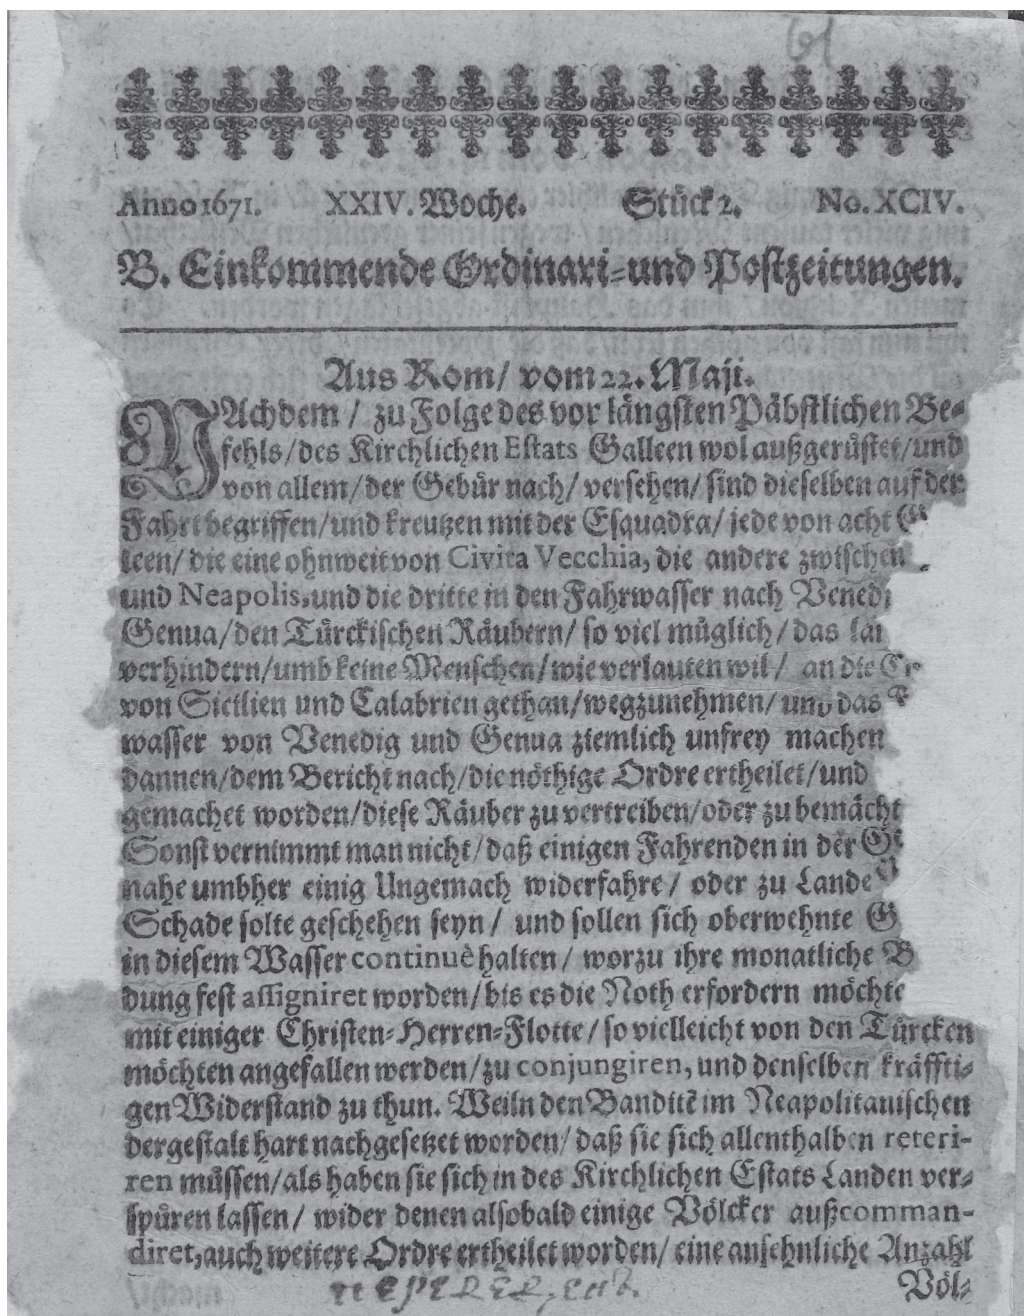 61
Anno 1671. XXIV. Woche. Stück 2. No. XCIV.
B. Einkommende Ordinari-und Postzeitungen.
Aus Rom/ vom 22. Maji.
NAchdem/ zu Folge des vor längsten Päbstlichen Be-
fehls/des Kirchlichen Estats Galleen wol außgerüstet/und
von allem/der Gebür nach/ versehen/ sind dieselben auf der
Fahrt begriffen/und kreutzen mit der Esquadra/ jede von acht
leen/ die eine ohnweit von Civita Vecchia, die andere zwischen
und Neapolis, und die dritte in den Fahrwasser nach Venedi
Genua/den Türckischen Räubern/ so viel müglich/das
verhindern/umb keine Menschen/wie verlauten wil/ an die
von Sicilien und Calabrien gethan/wegzunehmen/ und das
wasser von Venedig und Genua ziemlich unfrey machen
dannen/dem Bericht nach/die nöthige Ordre ertheilet/und
gemachet worden/diese Räuber zu vertreiben/oder zu bemächt
Sonst vernimmt man nicht/daß einigen Fahrenden in der
nahe umbher einig Ungemach widerfahre/ oder zu Lande
Schade solte geschehen seyn/ und sollen sich oberwehnte G
in diesem Wasser continuè halten/ worzu ihre monatliche B
dung fest assigniret worden/bis es die Noth erfordern möchte
mit einiger Christen-Herren-Flotte/so vielleicht von den Türcken
möchten angefallen werden/zu conjungiren, und denselben kräffti-
gen Widerstand zu thun. Weiln den Banditē im Neapolitanischen
dergestalt hart nachgesetzet worden/daß sie sich allenthalben reteri-
ren müssen/als haben sie sich in des Kirchlichen Estats Landen ver-
spüren lassen/ wider denen alsobald einige Völcker außcomman-
diret, auch weitere Ordre ertheilet worden/ eine ansehnliche Anzahl
Völ-